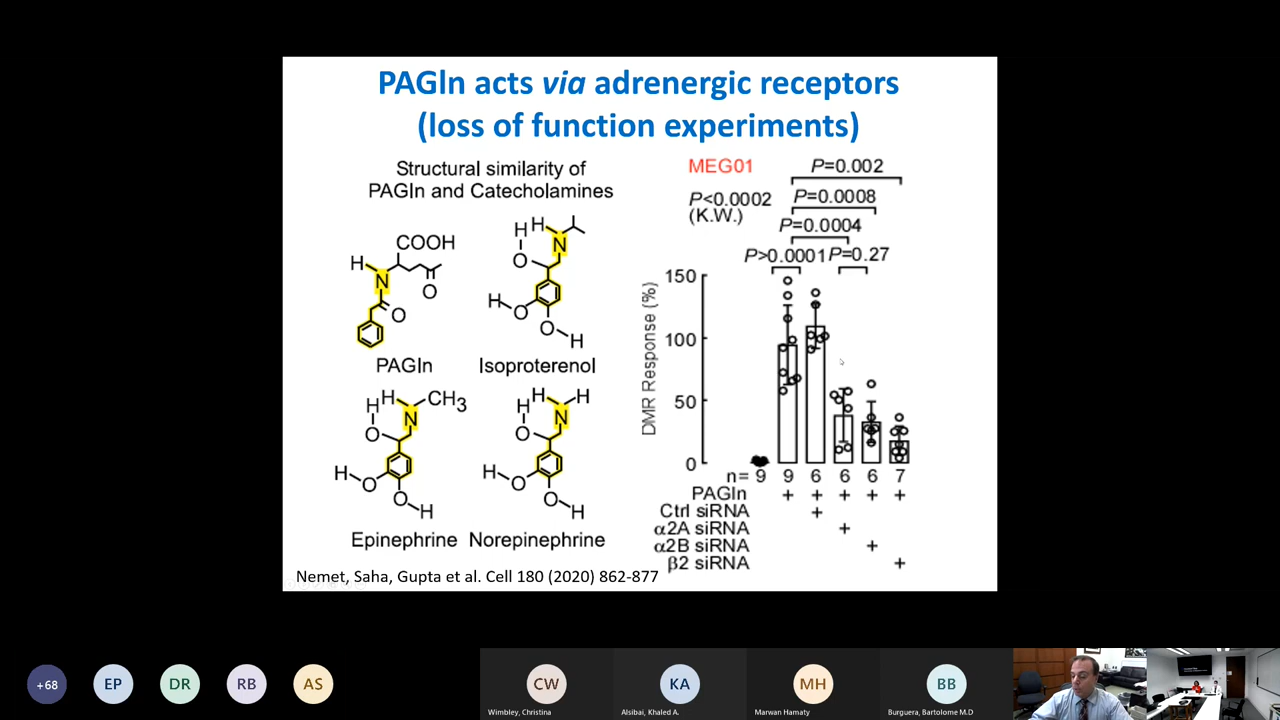 PAGln acts via adrenergic receptors
(loss of function experiments)
Structural similarity of
PAGln and Catecholamines
COOH
H
N
O
O
PAGln
H
H
N
O
H
O
O
H
Isoproterenol
H
H
CH3
N
O
H
O
O
H
Epinephrine
H
H
H
N
O
H
O
O
H
Norepinephrine
MEG01
P<0.0002
(K.W.)
P=0.002
P=0.0008
P=0.0004
P>0.0001 P=0.27
DMR Response (%)
150
100
50
0
n= 9 9 6 6 6 7
PAGln + + + + +
Ctrl siRNA +
α2A siRNA +
α2B siRNA +
β2 siRNA +
Nemet, Saha, Gupta et al. Cell 180 (2020) 862-877
+68
EP
DR
RB
AS
CW
Wimbley, Christina
KA
Alsibai, Khaled A.
MH
Marwan Hamaty
BB
Burguera, Bartolome M.D